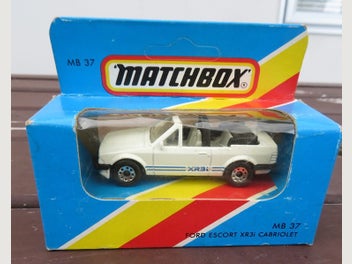 MB 37
MATCHBOX®
XR3i
MB 37
FORD ESCORT XR3i CABRIOLET